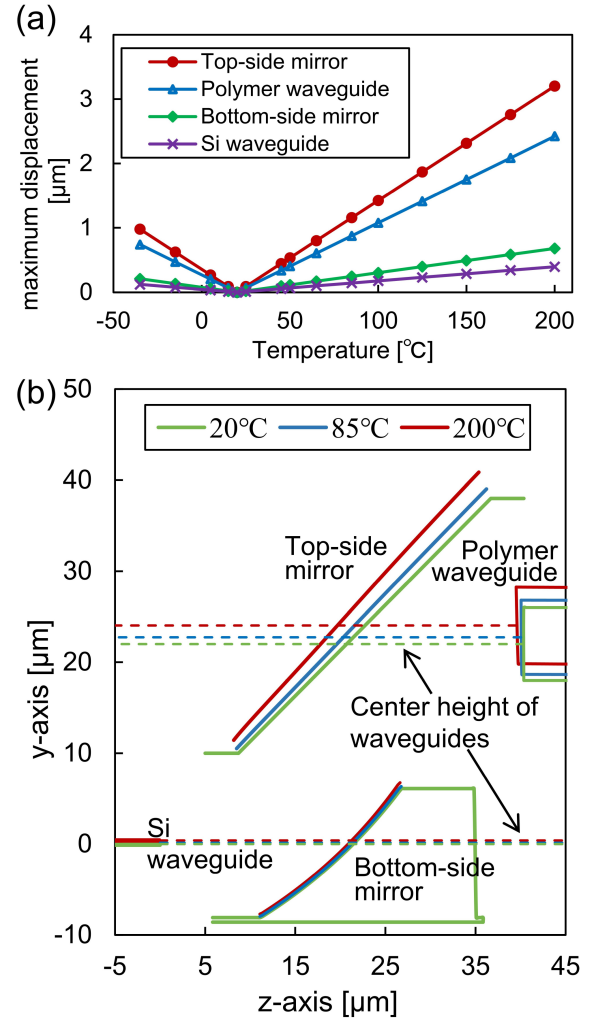 (a)
maximum displacement
[μm]
4
3
2
1
0
Top-side mirror
Polymer waveguide
Bottom-side mirror
Si waveguide
-50 0 50 100 150 200
Temperature [℃]
(b)
50
40
30
20
10
0
-10
y-axis [μm]
20℃ 85℃ 200℃
Top-side
mirror
Polymer
waveguide
Center height of
waveguides
Si
waveguide
Bottom-side
mirror
-5 5 15 25 35 45
z-axis [μm]